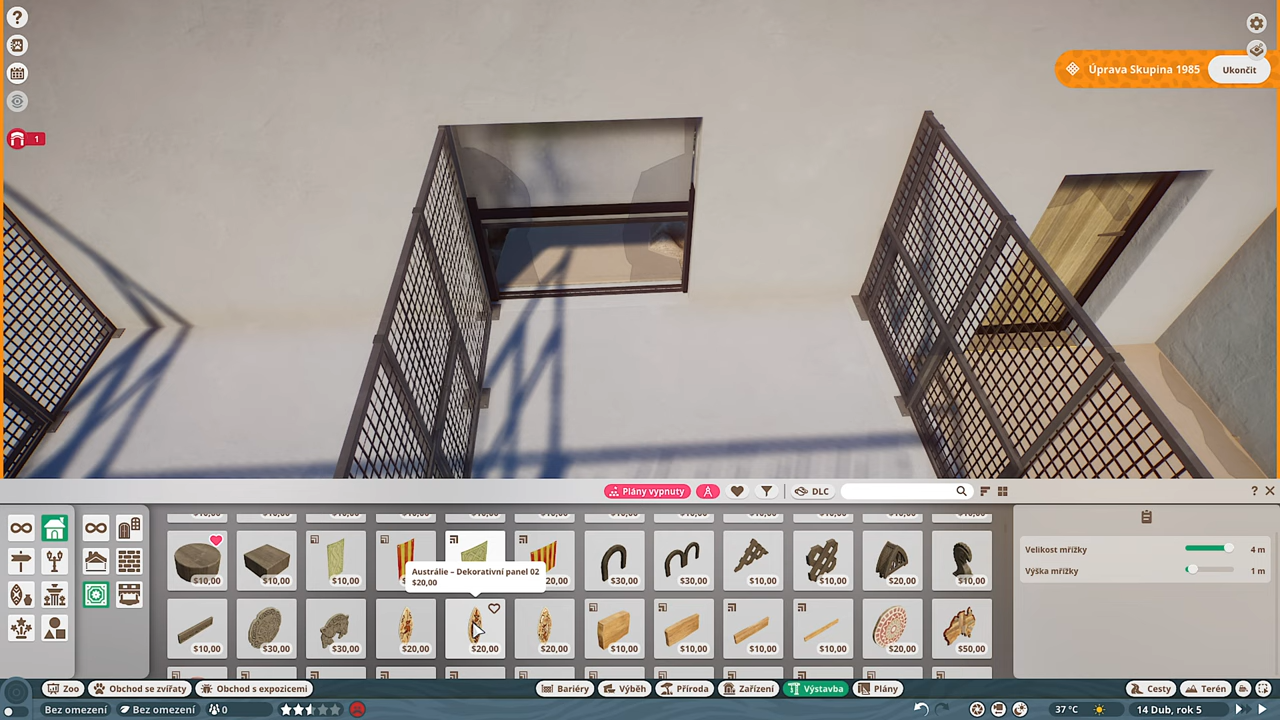 Úprava Skupina 1985
Ukončit
1
Plány vypnuty
DLC
Velikost mřížky
4 m
Výška mřížky
1 m
$10,00
$10,00
$10,00
$10,00
$30,00
$30,00
$10,00
$10,00
$20,00
$10,00
Austrálie – Dekorativní panel 02
$20,00
$10,00
$30,00
$30,00
$20,00
$20,00
$20,00
$10,00
$10,00
$10,00
$10,00
$20,00
$50,00
Zoo
Obchod se zvířaty
Obchod s expozicemi
Bariéry
Výběh
Příroda
Zařízení
Výstavba
Plány
Cesty
Terén
Bez omezení
Bez omezení
0
37 °C
14 Dub, rok 5